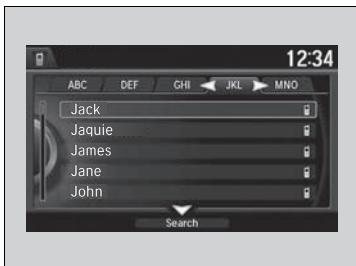 12:34
ABC DEF GHI JKL MNO
Jack
Jaquie
James
Jane
John
Search